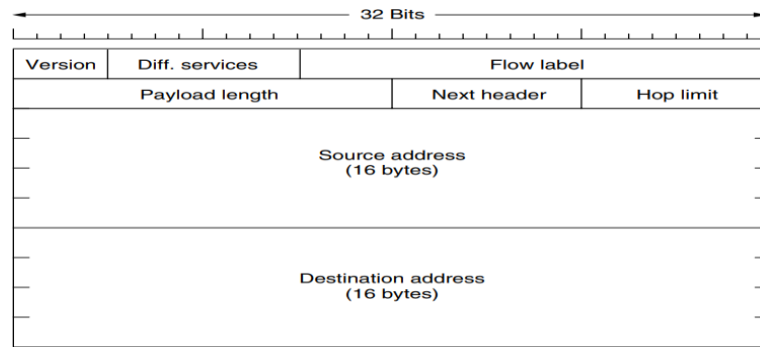 32 Bits
Version Diff. services Flow label
Payload length Next header Hop limit
Source address
(16 bytes)
Destination address
(16 bytes)